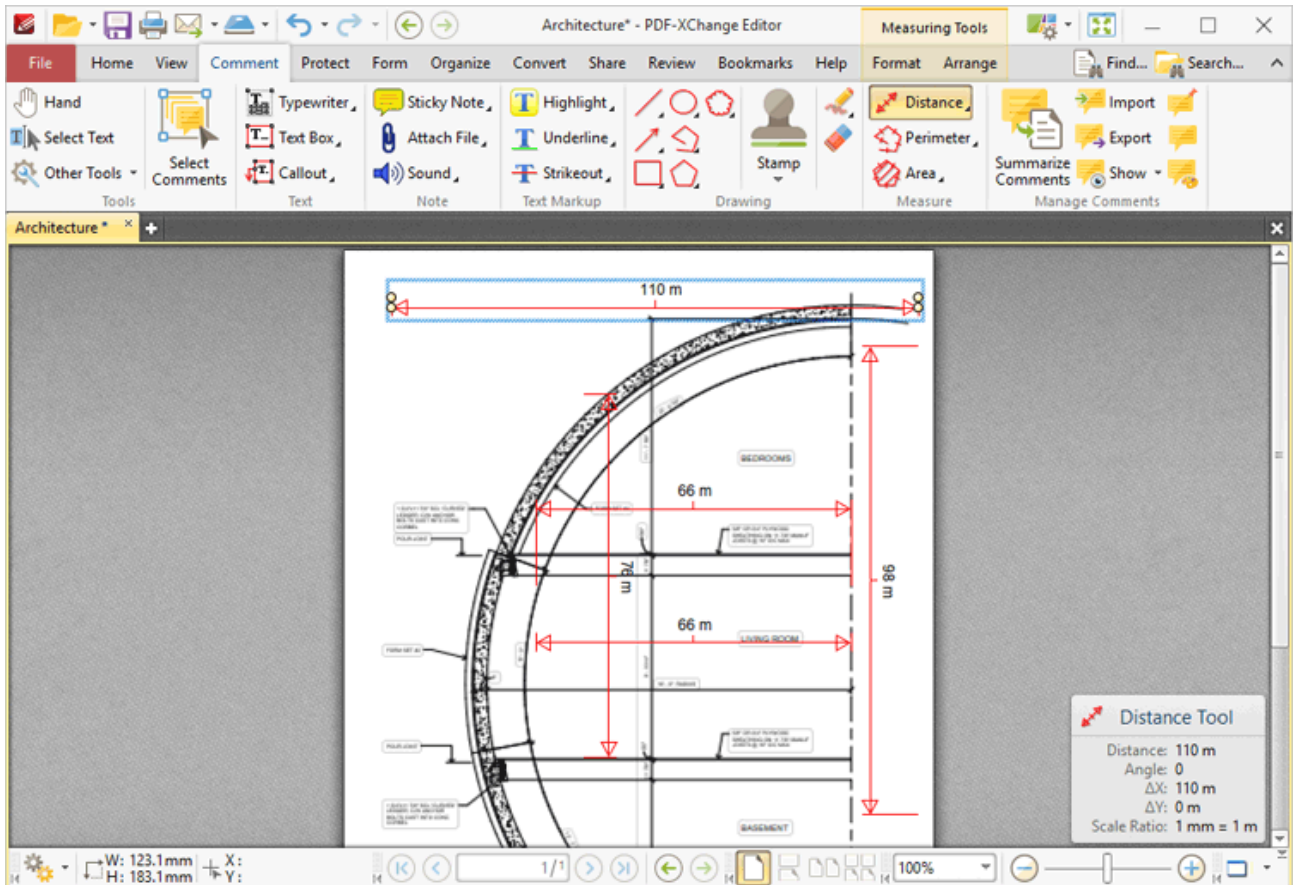 Architecture* - PDF-XChange Editor
Measuring Tools
File Home View Comment Protect Form Organize Convert Share Review Bookmarks Help Format Arrange Find... Search...
Hand
Select Text
Other Tools
Tools
Select Comments
Typewriter
Text Box
Callout
Text
Sticky Note
Attach File
Sound
Note
Highlight
Underline
Strikeout
Text Markup
Stamp
Drawing
Distance
Perimeter
Area
Measure
Summarize Comments
Import
Export
Show
Manage Comments
Architecture *
110 m
BEDROOMS
66 m
POUR JOINT
76 m
98 m
66 m
LIVING ROOM
POUR JOINT
BASEMENT
Distance Tool
Distance: 110 m
Angle: 0
ΔX: 110 m
ΔY: 0 m
Scale Ratio: 1 mm = 1 m
W: 123.1mm
H: 183.1mm
X:
Y:
1/1
100%